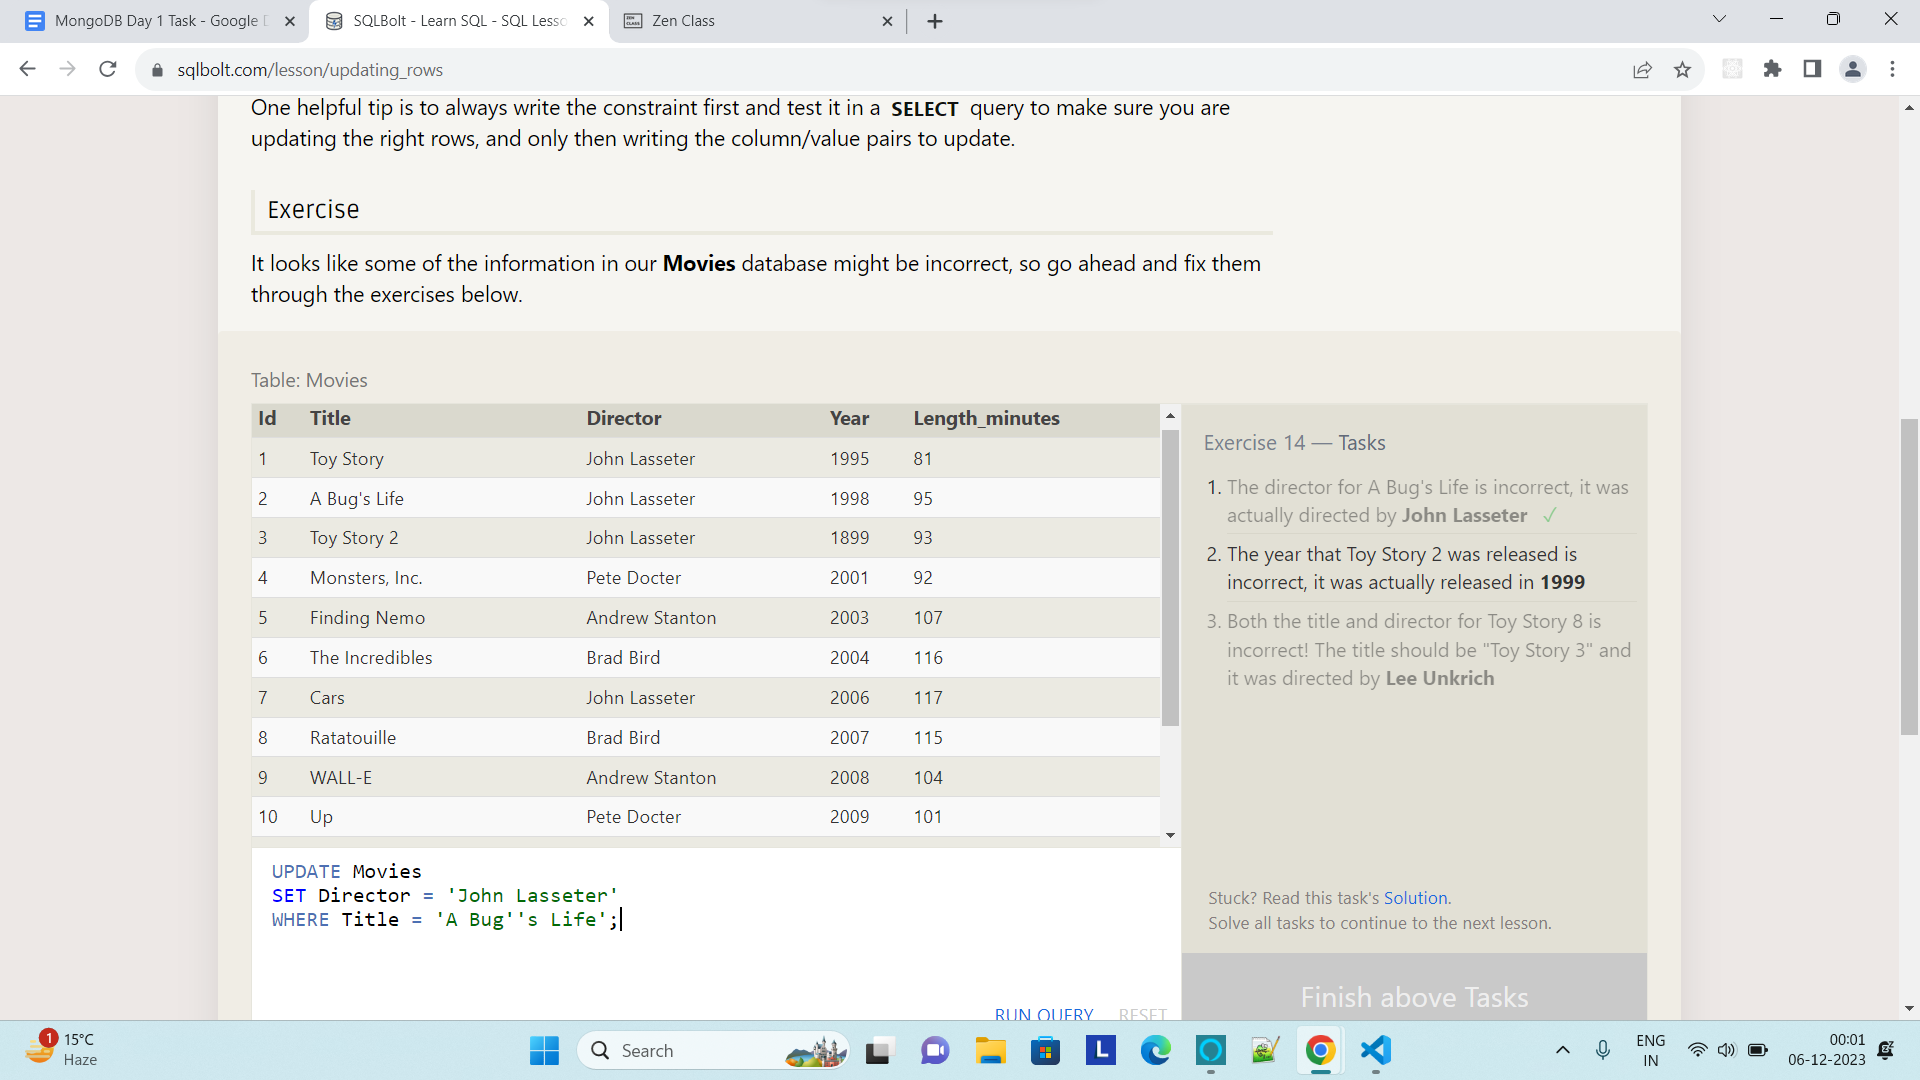 MongoDB Day 1 Task - Google D
SQLBolt - Learn SQL - SQL Lesso
Zen Class
sqlbolt.com/lesson/updating_rows
One helpful tip is to always write the constraint first and test it in a SELECT query to make sure you are
updating the right rows, and only then writing the column/value pairs to update.
Exercise
It looks like some of the information in our Movies database might be incorrect, so go ahead and fix them
through the exercises below.
Table: Movies
Id Title Director Year Length_minutes
1 Toy Story John Lasseter 1995 81
2 A Bug's Life John Lasseter 1998 95
3 Toy Story 2 John Lasseter 1899 93
4 Monsters, Inc. Pete Docter 2001 92
5 Finding Nemo Andrew Stanton 2003 107
6 The Incredibles Brad Bird 2004 116
7 Cars John Lasseter 2006 117
8 Ratatouille Brad Bird 2007 115
9 WALL-E Andrew Stanton 2008 104
10 Up Pete Docter 2009 101
UPDATE Movies
SET Director = 'John Lasseter'
WHERE Title = 'A Bug''s Life';
RUN QUERY RESET
Exercise 14 — Tasks
1. The director for A Bug's Life is incorrect, it was
actually directed by John Lasseter ✓
2. The year that Toy Story 2 was released is
incorrect, it was actually released in 1999
3. Both the title and director for Toy Story 8 is
incorrect! The title should be "Toy Story 3" and
it was directed by Lee Unkrich
Stuck? Read this task's Solution.
Solve all tasks to continue to the next lesson.
Finish above Tasks
1
15°C
Haze
Search
L
ENG
IN
00:01
06-12-2023